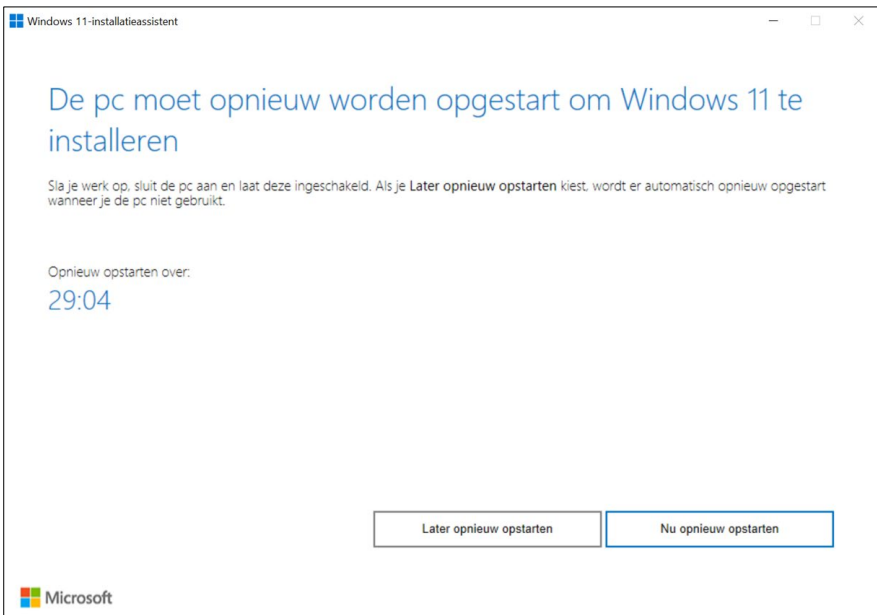 Windows 11-installatieassistent
De pc moet opnieuw worden opgestart om Windows 11 te
installeren
Sla je werk op, sluit de pc aan en laat deze ingeschakeld. Als je Later opnieuw opstarten kiest, wordt er automatisch opnieuw opgestart
wanneer je de pc niet gebruikt.
Opnieuw opstarten over:
29:04
Later opnieuw opstarten
Nu opnieuw opstarten
Microsoft